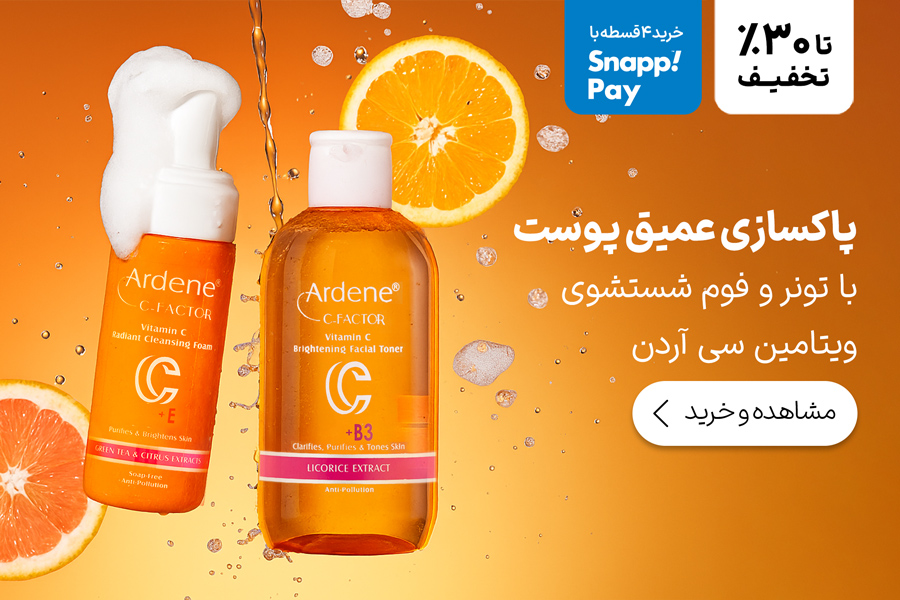 تا ۳۰٪
تخفیف
خرید ۴ قسطه با
Snapp!
Pay
پاکسازی عمیق پوست
با تونر و فوم شستشوی
ویتامین سی آردن
مشاهده و خرید
Ardene®
C-FACTOR
Vitamin C
Radiant Cleansing Foam
C
+E
Purifies & Brightens Skin
GREEN TEA & CITRUS EXTRACTS
Soap-Free
Anti-Pollution
Ardene®
C-FACTOR
Vitamin C
Brightening Facial Toner
C
+B3
Clarifies, Purifies & Tones Skin
LICORICE EXTRACT
Anti-Pollution